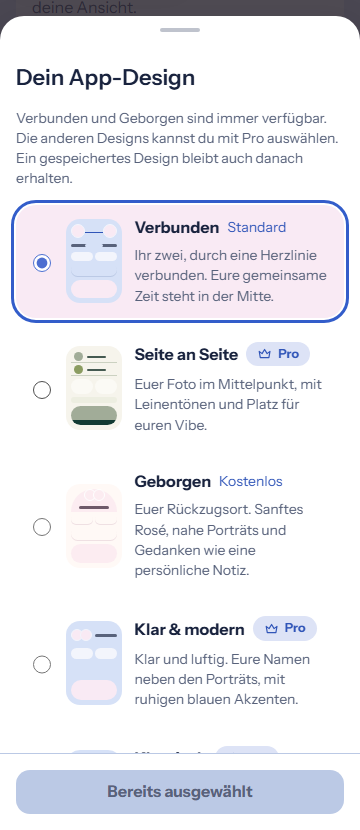 deine Ansicht.
Dein App-Design
Verbunden und Geborgen sind immer verfügbar.
Die anderen Designs kannst du mit Pro auswählen.
Ein gespeichertes Design bleibt auch danach
erhalten.
Verbunden Standard
Ihr zwei, durch eine Herzlinie
verbunden. Eure gemeinsame
Zeit steht in der Mitte.
Seite an Seite Pro
Euer Foto im Mittelpunkt, mit
Leinentönen und Platz für
euren Vibe.
Geborgen Kostenlos
Euer Rückzugsort. Sanftes
Rosé, nahe Porträts und
Gedanken wie eine
persönliche Notiz.
Klar & modern Pro
Klar und luftig. Eure Namen
neben den Porträts, mit
ruhigen blauen Akzenten.
Bereits ausgewählt